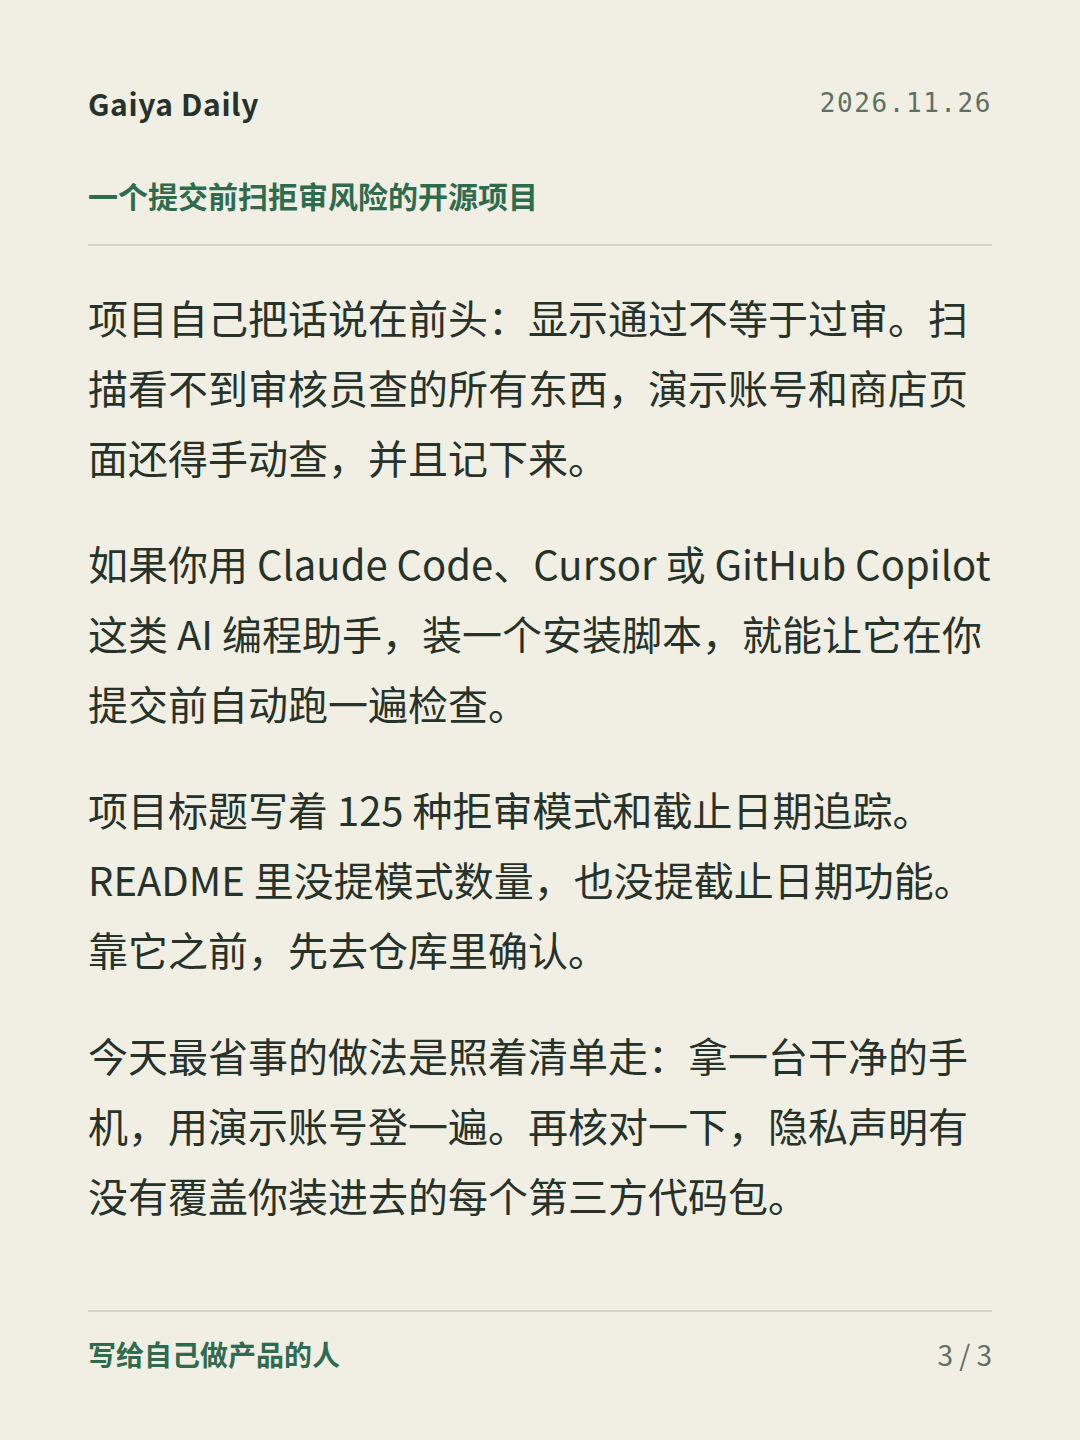 Gaiya Daily
2026.11.26
一个提交前扫拒审风险的开源项目
项目自己把话说在前头：显示通过不等于过审。扫
描看不到审核员查的所有东西，演示账号和商店页
面还得手动查，并且记下来。
如果你用 Claude Code、Cursor 或 GitHub Copilot
这类 AI 编程助手，装一个安装脚本，就能让它在你
提交前自动跑一遍检查。
项目标题写着 125 种拒审模式和截止日期追踪。
README 里没提模式数量，也没提截止日期功能。
靠它之前，先去仓库里确认。
今天最省事的做法是照着清单走：拿一台干净的手
机，用演示账号登一遍。再核对一下，隐私声明有
没有覆盖你装进去的每个第三方代码包。
写给自己做产品的人
3 / 3